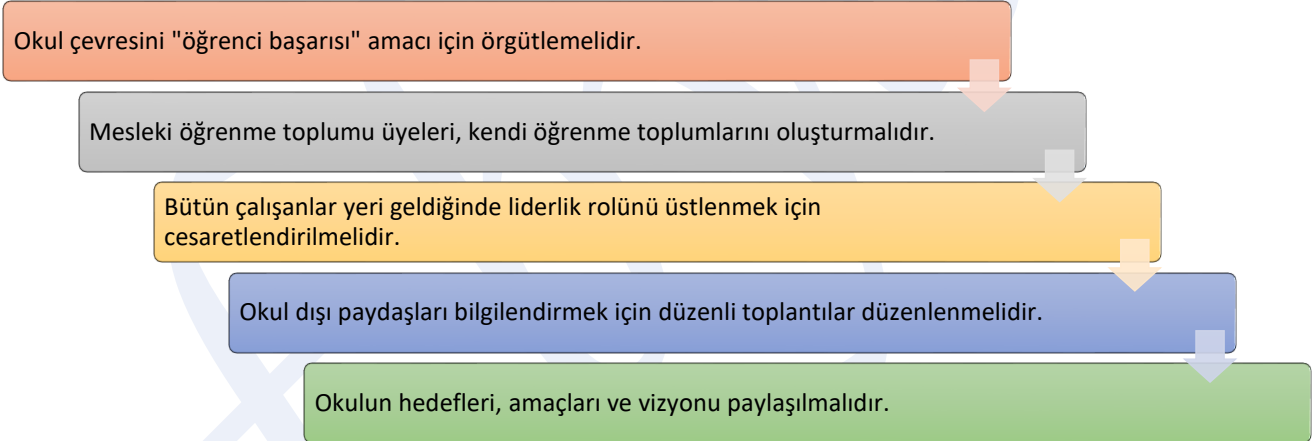 Okul çevresini "öğrenci başarısı" amacı için örgütlemelidir.
Mesleki öğrenme toplumu üyeleri, kendi öğrenme toplumlarını oluşturmalıdır.
Bütün çalışanlar yeri geldiğinde liderlik rolünü üstlenmek için
cesaretlendirilmelidir.
Okul dışı paydaşları bilgilendirmek için düzenli toplantılar düzenlenmelidir.
Okulun hedefleri, amaçları ve vizyonu paylaşılmalıdır.